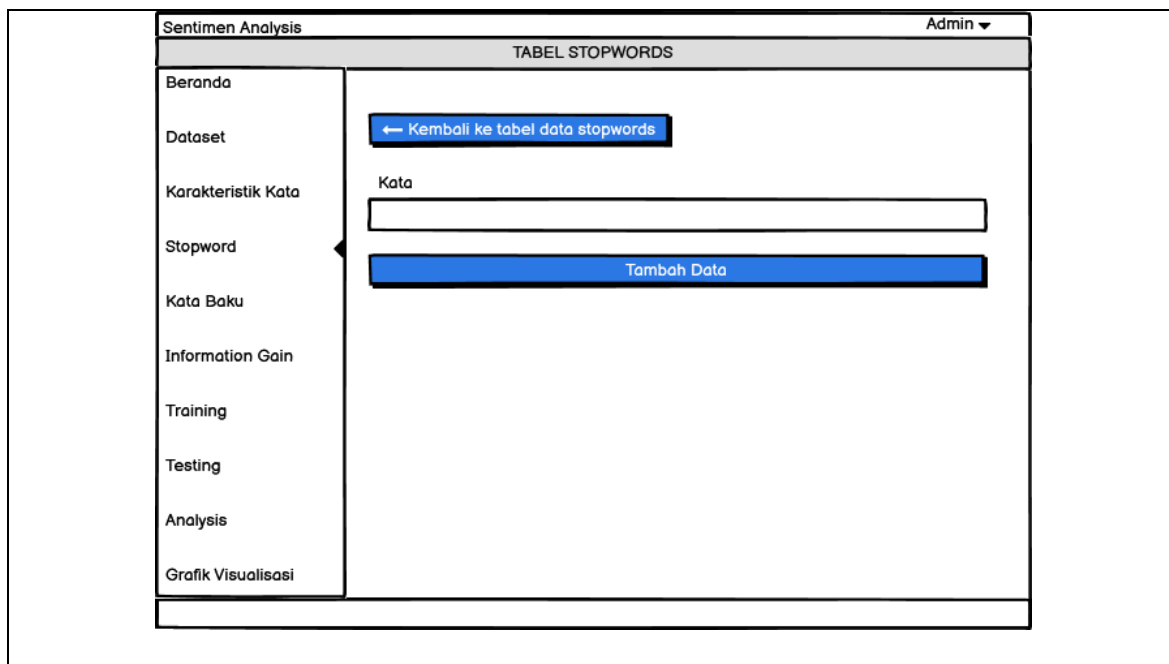 Sentimen Analysis
Admin
TABEL STOPWORDS
Beranda
Dataset
Karakteristik Kata
Stopword
Kata Baku
Information Gain
Training
Testing
Analysis
Grafik Visualisasi
← Kembali ke tabel data stopwords
Kata
Tambah Data